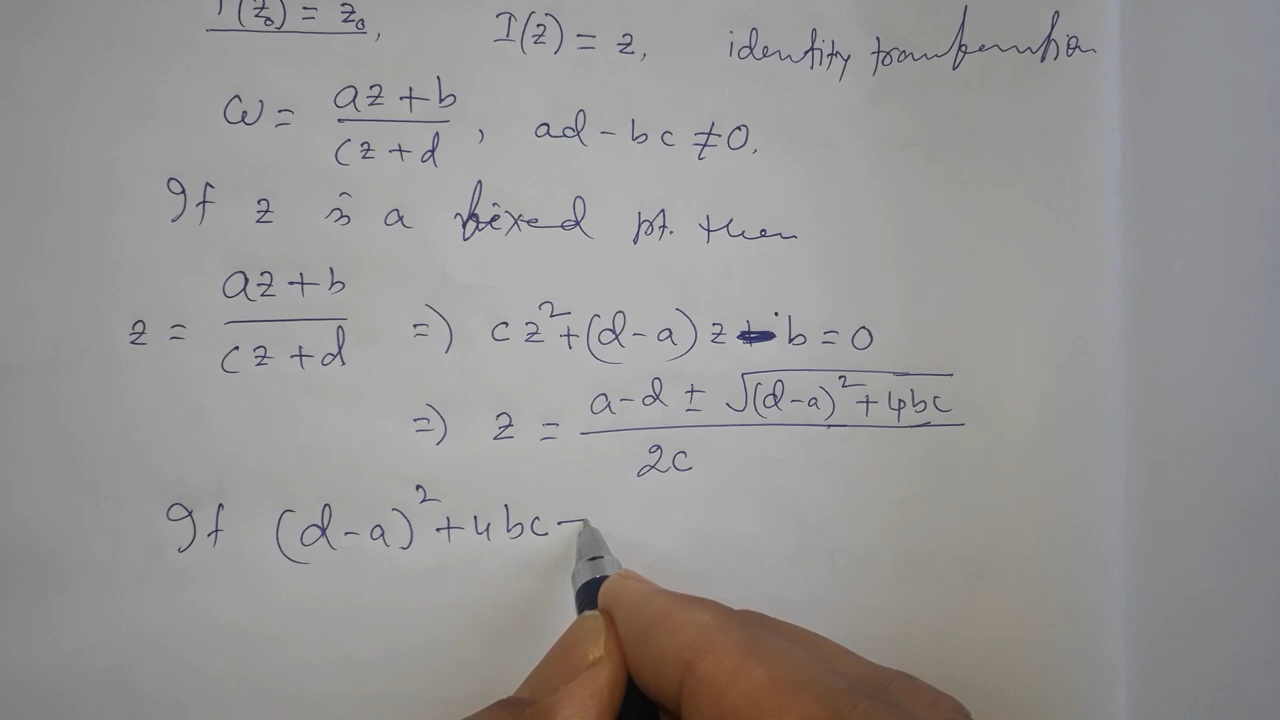 T(z₀) = z₀, I(z) = z, identity transformation
ω = (az + b)/(cz + d), ad - bc ≠ 0.
If z is a fixed pt. then
z = (az + b)/(cz + d) =) cz² + (d-a) z - b = 0
=) z = (a-d ± √((d-a)² + 4bc))/(2c)
If (d-a)² + 4bc =